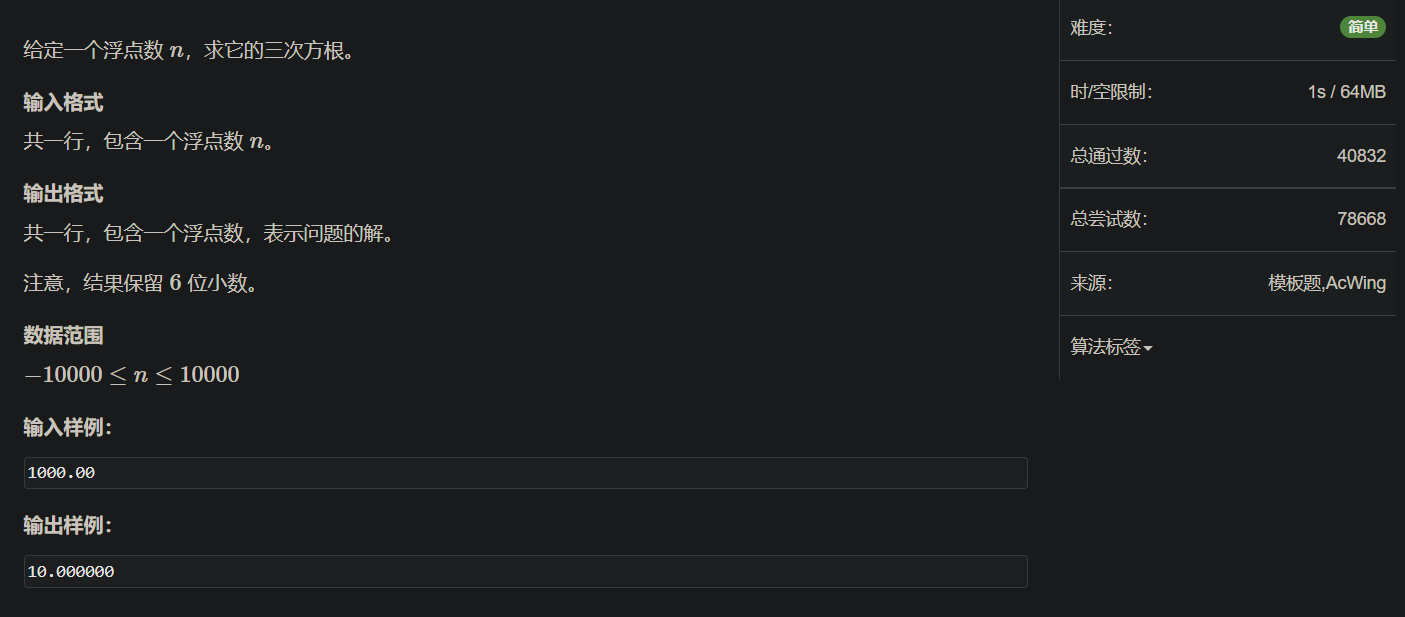 给定一个浮点数 n，求它的三次方根。
输入格式
共一行，包含一个浮点数 n。
输出格式
共一行，包含一个浮点数，表示问题的解。
注意，结果保留 6 位小数。
数据范围
−10000 ≤ n ≤ 10000
输入样例：
1000.00
输出样例：
10.000000
难度： 简单
时/空限制： 1s / 64MB
总通过数： 40832
总尝试数： 78668
来源： 模板题,AcWing
算法标签